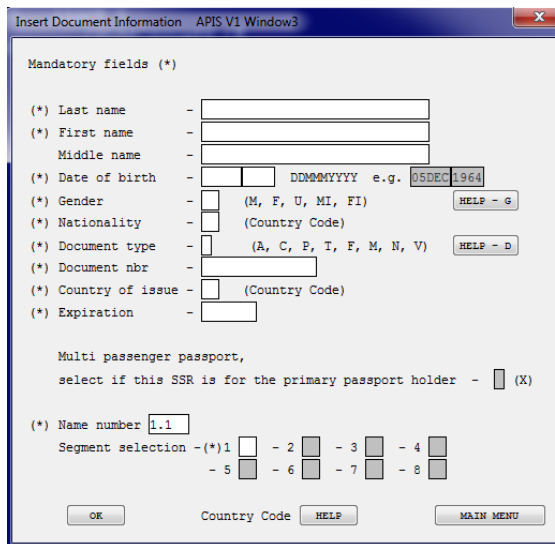 Insert Document Information APIS V1 Window3
X
Mandatory fields (*)
(*) Last name -
(*) First name -
Middle name -
(*) Date of birth - DDMMMYYYY e.g. 05DEC 1964
(*) Gender - (M, F, U, MI, FI) HELP - G
(*) Nationality - (Country Code)
(*) Document type - (A, C, P, T, F, M, N, V) HELP - D
(*) Document nbr -
(*) Country of issue - (Country Code)
(*) Expiration -
Multi passenger passport,
select if this SSR is for the primary passport holder - (X)
(*) Name number 1.1
Segment selection -(*)1 - 2 - 3 - 4
- 5 - 6 - 7 - 8
OK Country Code HELP MAIN MENU